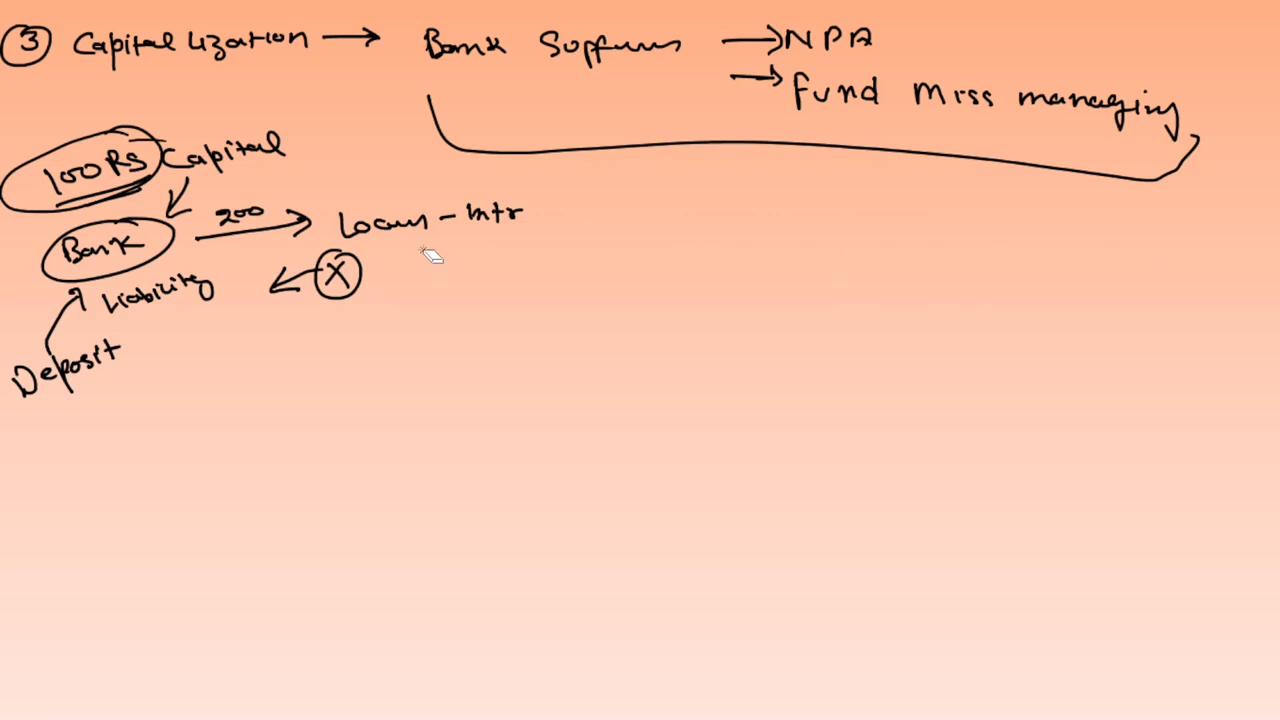 3 Capitalization → Bank Suffers → NPA
→ Fund Miss managing
100 Rs Capital
Bank 200 → Loan - Intr
Liability ← X
Deposit